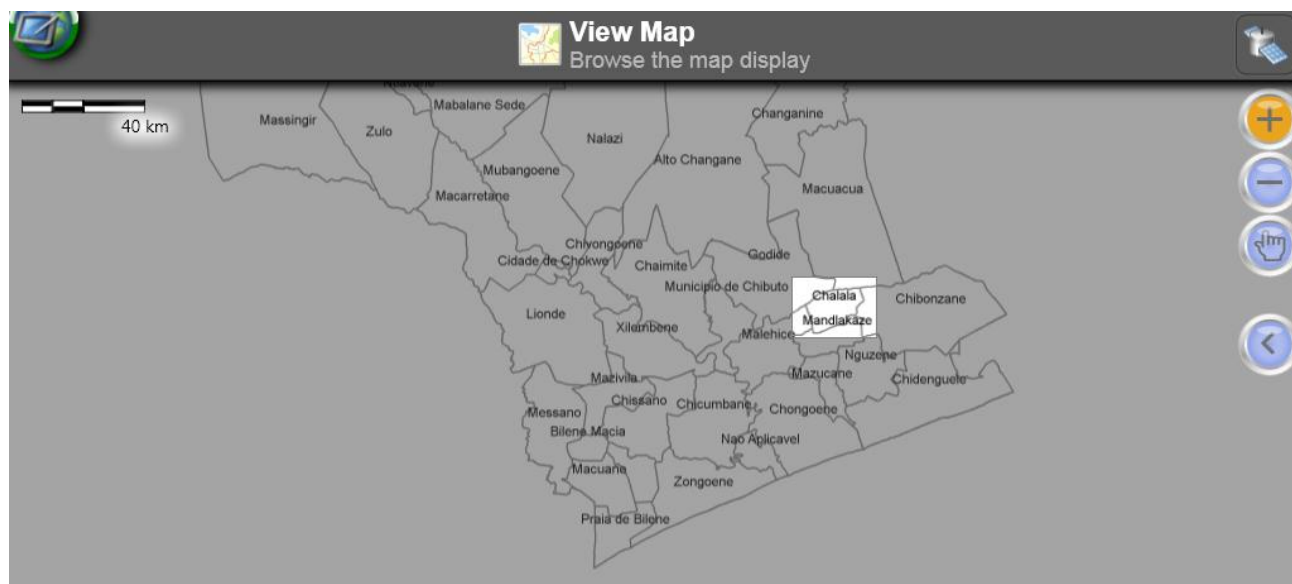 View Map
Browse the map display
40 km
Mabalane Sede
Massingir
Zulo
Nalazi
Changanine
Alto Changane
Mubangoene
Macarretane
Macuacua
Chiyongoene
Cidade de Chokwe
Chaimite
Godide
Municipio de Chibuto
Chalala
Chibonzane
Lionde
Xilembene
Mandlakaze
Malehice
Nguzene
Mazucane
Mazivila
Chidenguele
Chissano
Chicumbane
Messano
Chongoene
Bilene Macia
Nao Aplicavel
Macuane
Zongoene
Praia de Bilene